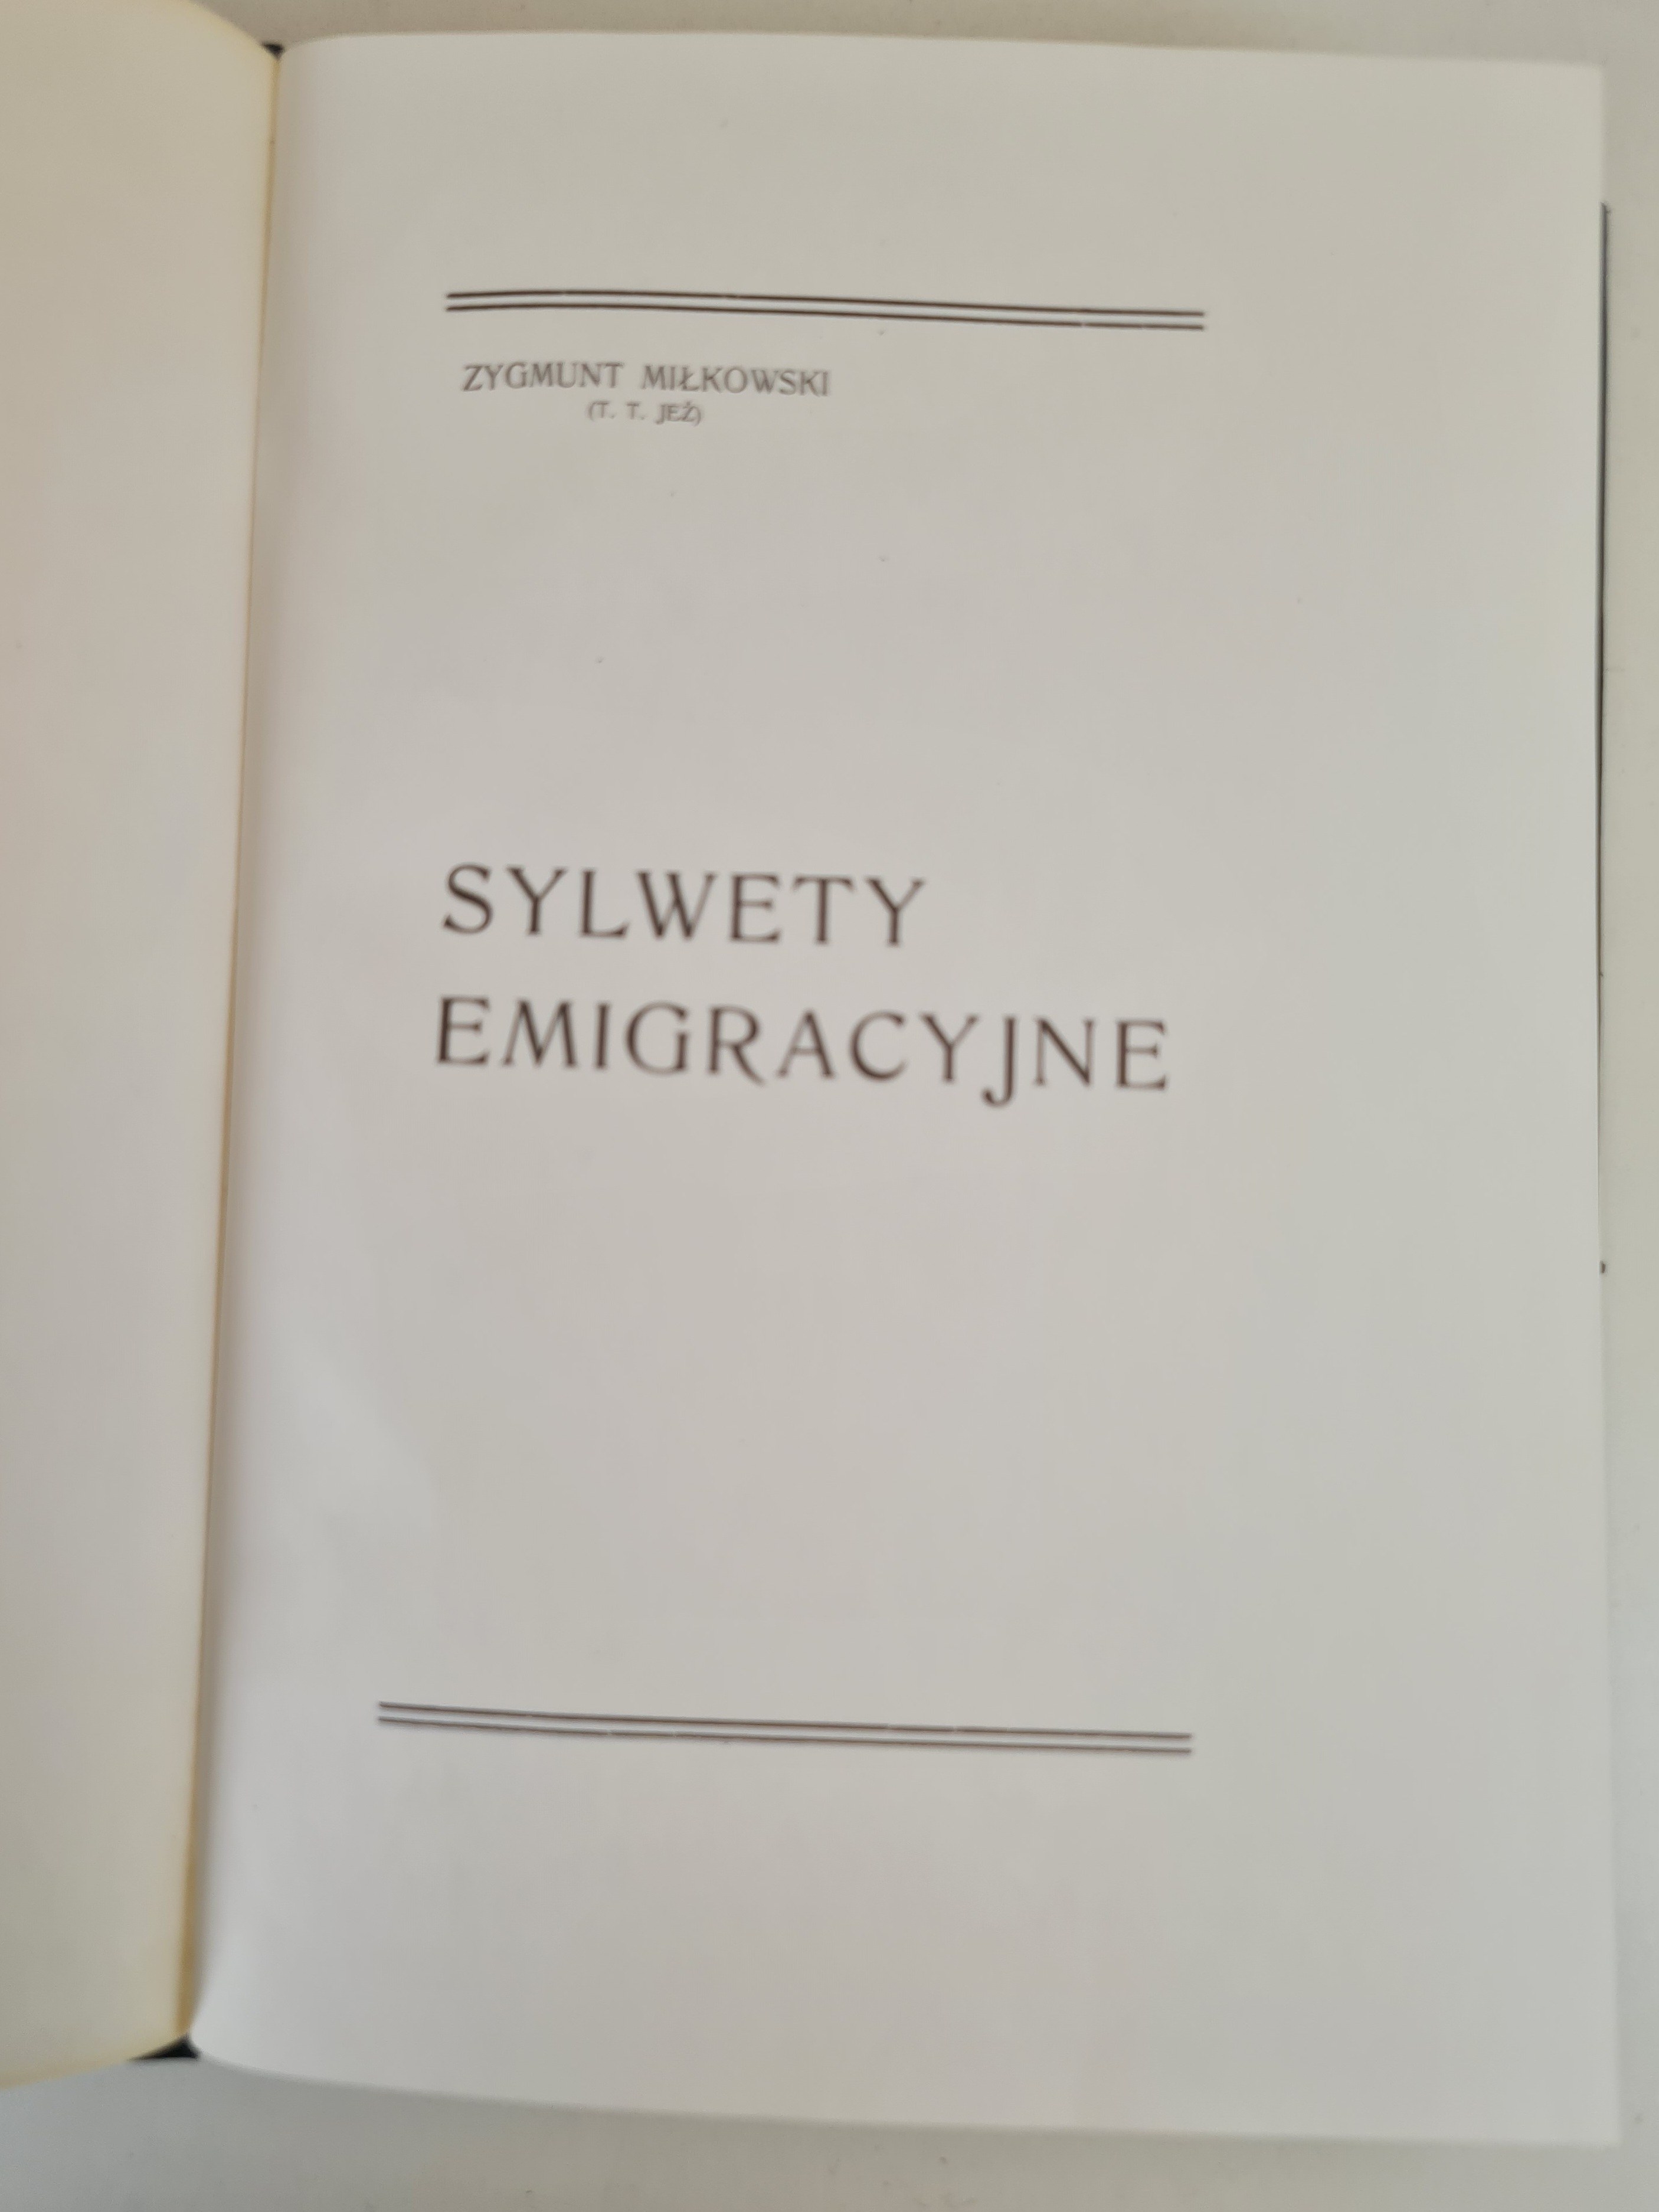 ZYGMUNT MIŁKOWSKI
(T. T. JEŻ)
SYLWETY
EMIGRACYJNE